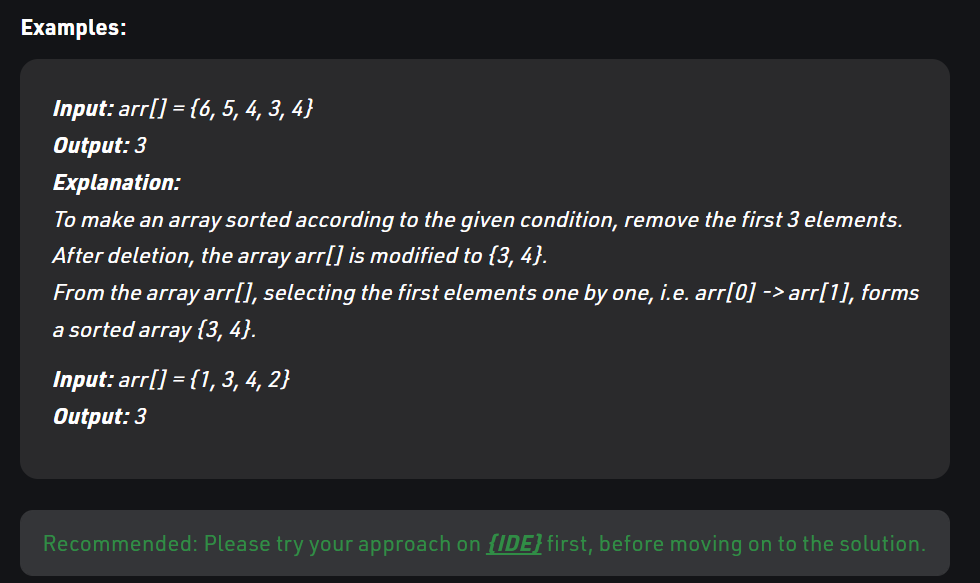 Examples:
Input: arr[] = {6, 5, 4, 3, 4}
Output: 3
Explanation:
To make an array sorted according to the given condition, remove the first 3 elements.
After deletion, the array arr[] is modified to {3, 4}.
From the array arr[], selecting the first elements one by one, i.e. arr[0] -> arr[1], forms
a sorted array {3, 4}.
Input: arr[] = {1, 3, 4, 2}
Output: 3
Recommended: Please try your approach on {IDE} first, before moving on to the solution.